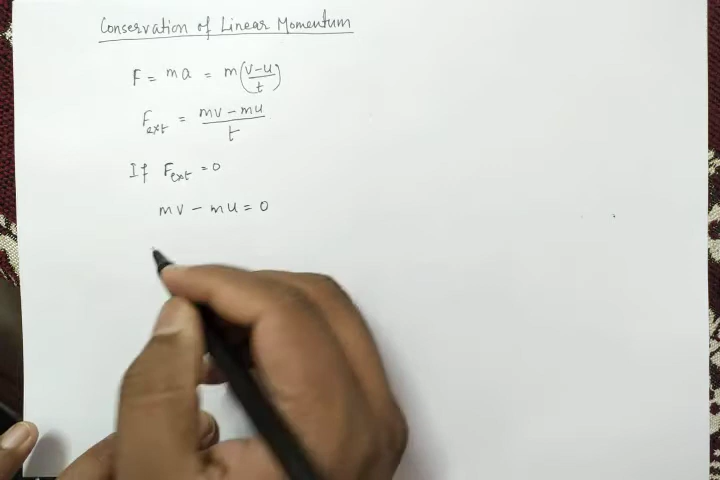 Conservation of Linear Momentum
F = ma = m(v-u/t)
Fext = mv-mu/t
If Fext = 0
mv - mu = 0